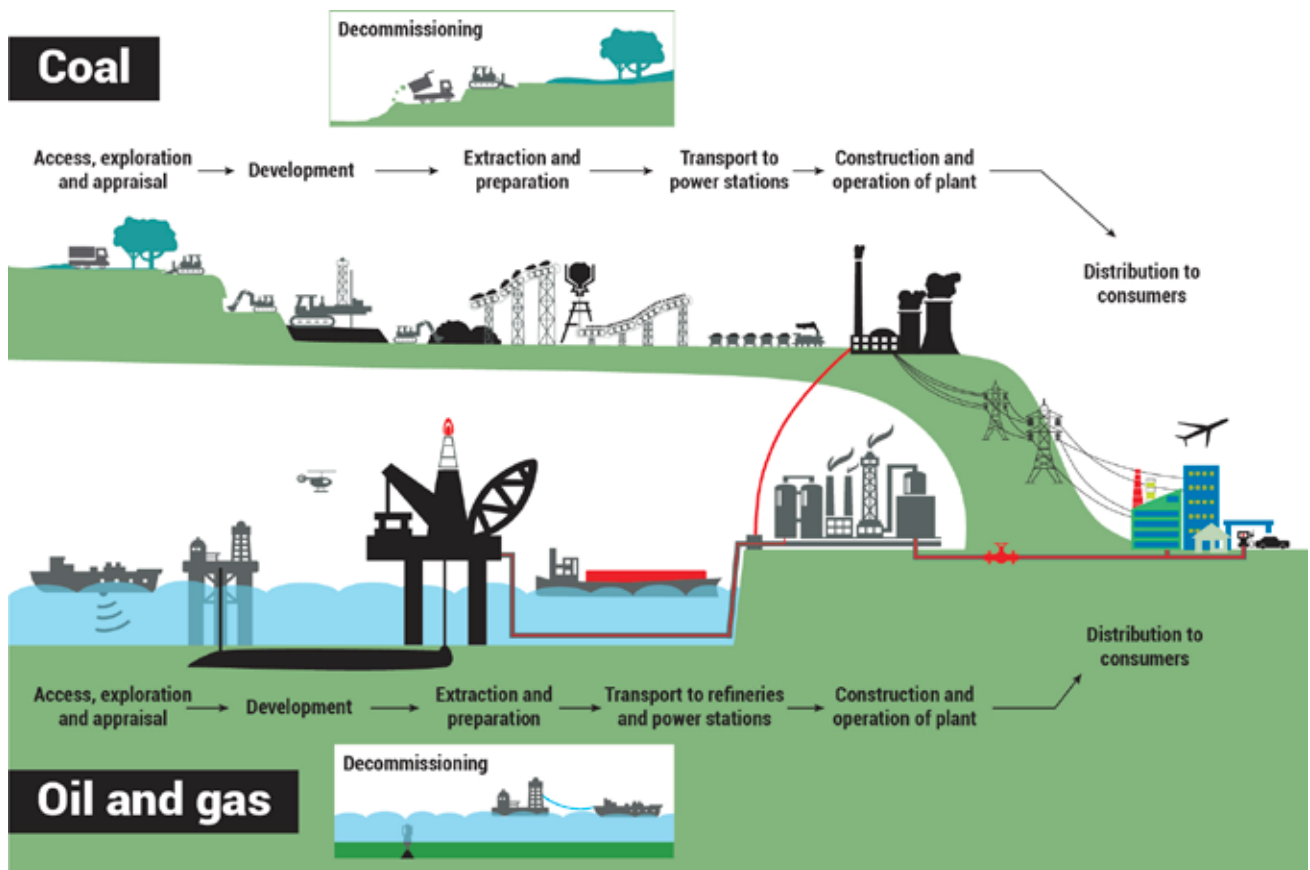 Coal
Decommissioning
Access, exploration
and appraisal
Development
Extraction and
preparation
Transport to
power stations
Construction and
operation of plant
Distribution to
consumers
Distribution to
consumers
Access, exploration
and appraisal
Development
Extraction and
preparation
Transport to refineries
and power stations
Construction and
operation of plant
Oil and gas
Decommissioning